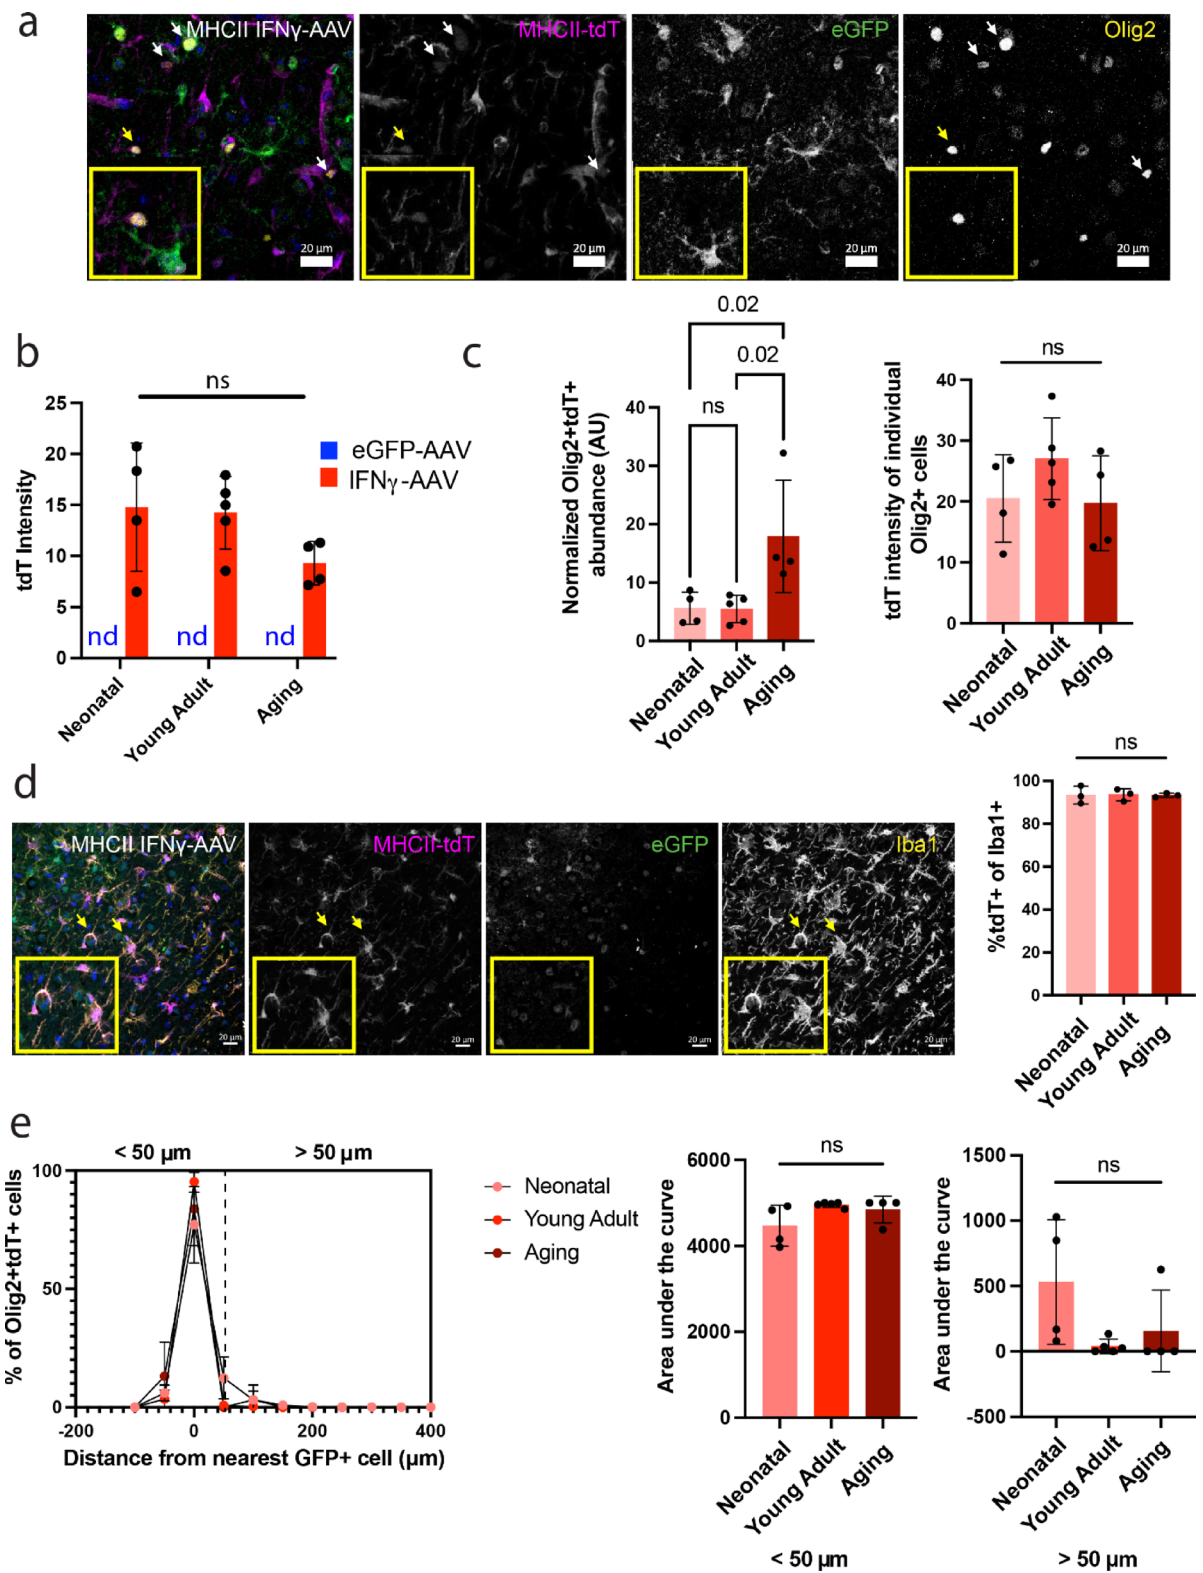 a
MHCII IFNγ-AAV
MHCII-tdT
eGFP
Olig2
20 µm
20 µm
20 µm
20 µm
b
ns
tdT Intensity
25
20
15
10
5
0
nd
nd
nd
eGFP-AAV
IFNγ-AAV
Neonatal
Young Adult
Aging
c
0.02
0.02
ns
Normalized Olig2+tdT+
abundance (AU)
40
30
20
10
0
Neonatal
Young Adult
Aging
ns
tdT intensity of individual
Olig2+ cells
40
30
20
10
0
Neonatal
Young Adult
Aging
d
MHCII IFNγ-AAV
MHCII-tdT
eGFP
Iba1
20 µm
20 µm
20 µm
20 µm
ns
%tdT+ of Iba1+
100
80
60
40
20
0
Neonatal
Young Adult
Aging
e
< 50 µm
> 50 µm
% of Olig2+tdT+ cells
100
50
0
-200
0
200
400
Distance from nearest GFP+ cell (µm)
Neonatal
Young Adult
Aging
ns
Area under the curve
6000
4000
2000
0
Neonatal
Young Adult
Aging
< 50 µm
ns
Area under the curve
1500
1000
500
0
-500
Neonatal
Young Adult
Aging
> 50 µm